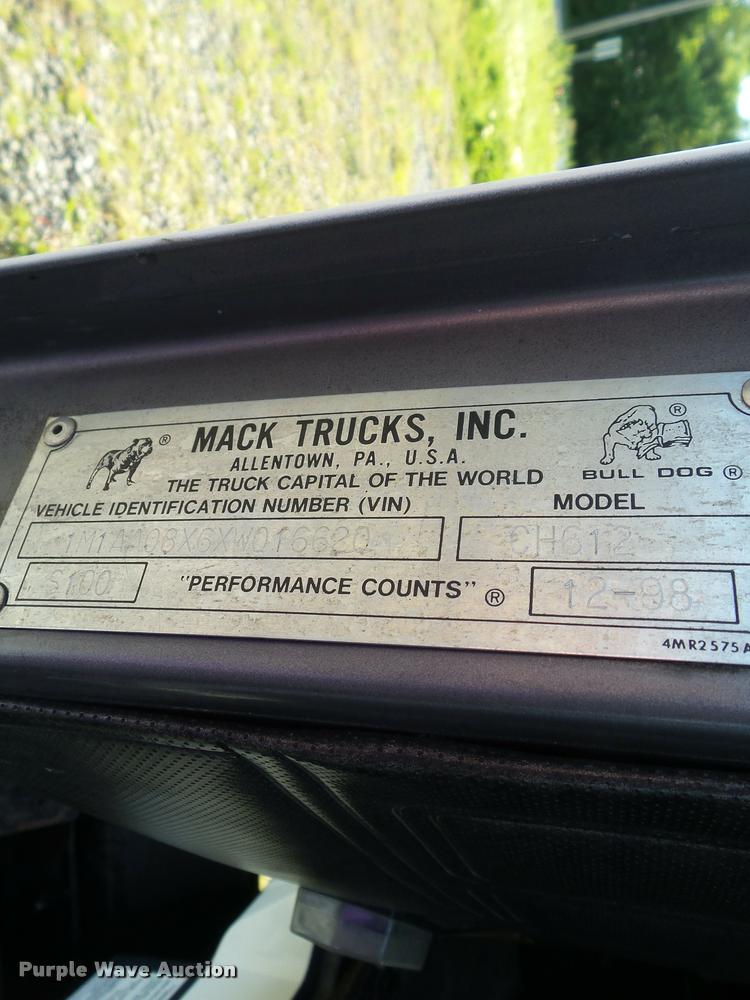 MACK TRUCKS, INC.
ALLENTOWN, PA., U.S.A.
THE TRUCK CAPITAL OF THE WORLD
®
®
BULL DOG ®
VEHICLE IDENTIFICATION NUMBER (VIN)
MODEL
1M1AA08X6XW016620
CH612
S100
"PERFORMANCE COUNTS" ®
12-98
4MR2575A
Purple Wave Auction